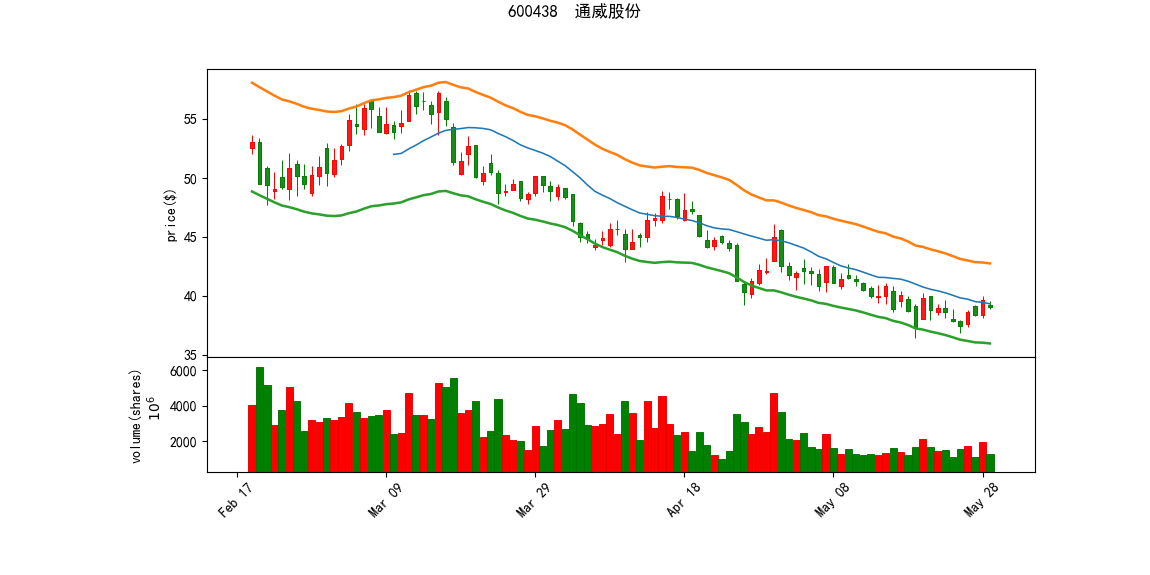 600438  通威股份
price($)
55
50
45
40
35
volume(shares)
10^6
6000
4000
2000
Feb 17
Mar 09
Mar 29
Apr 18
May 08
May 28